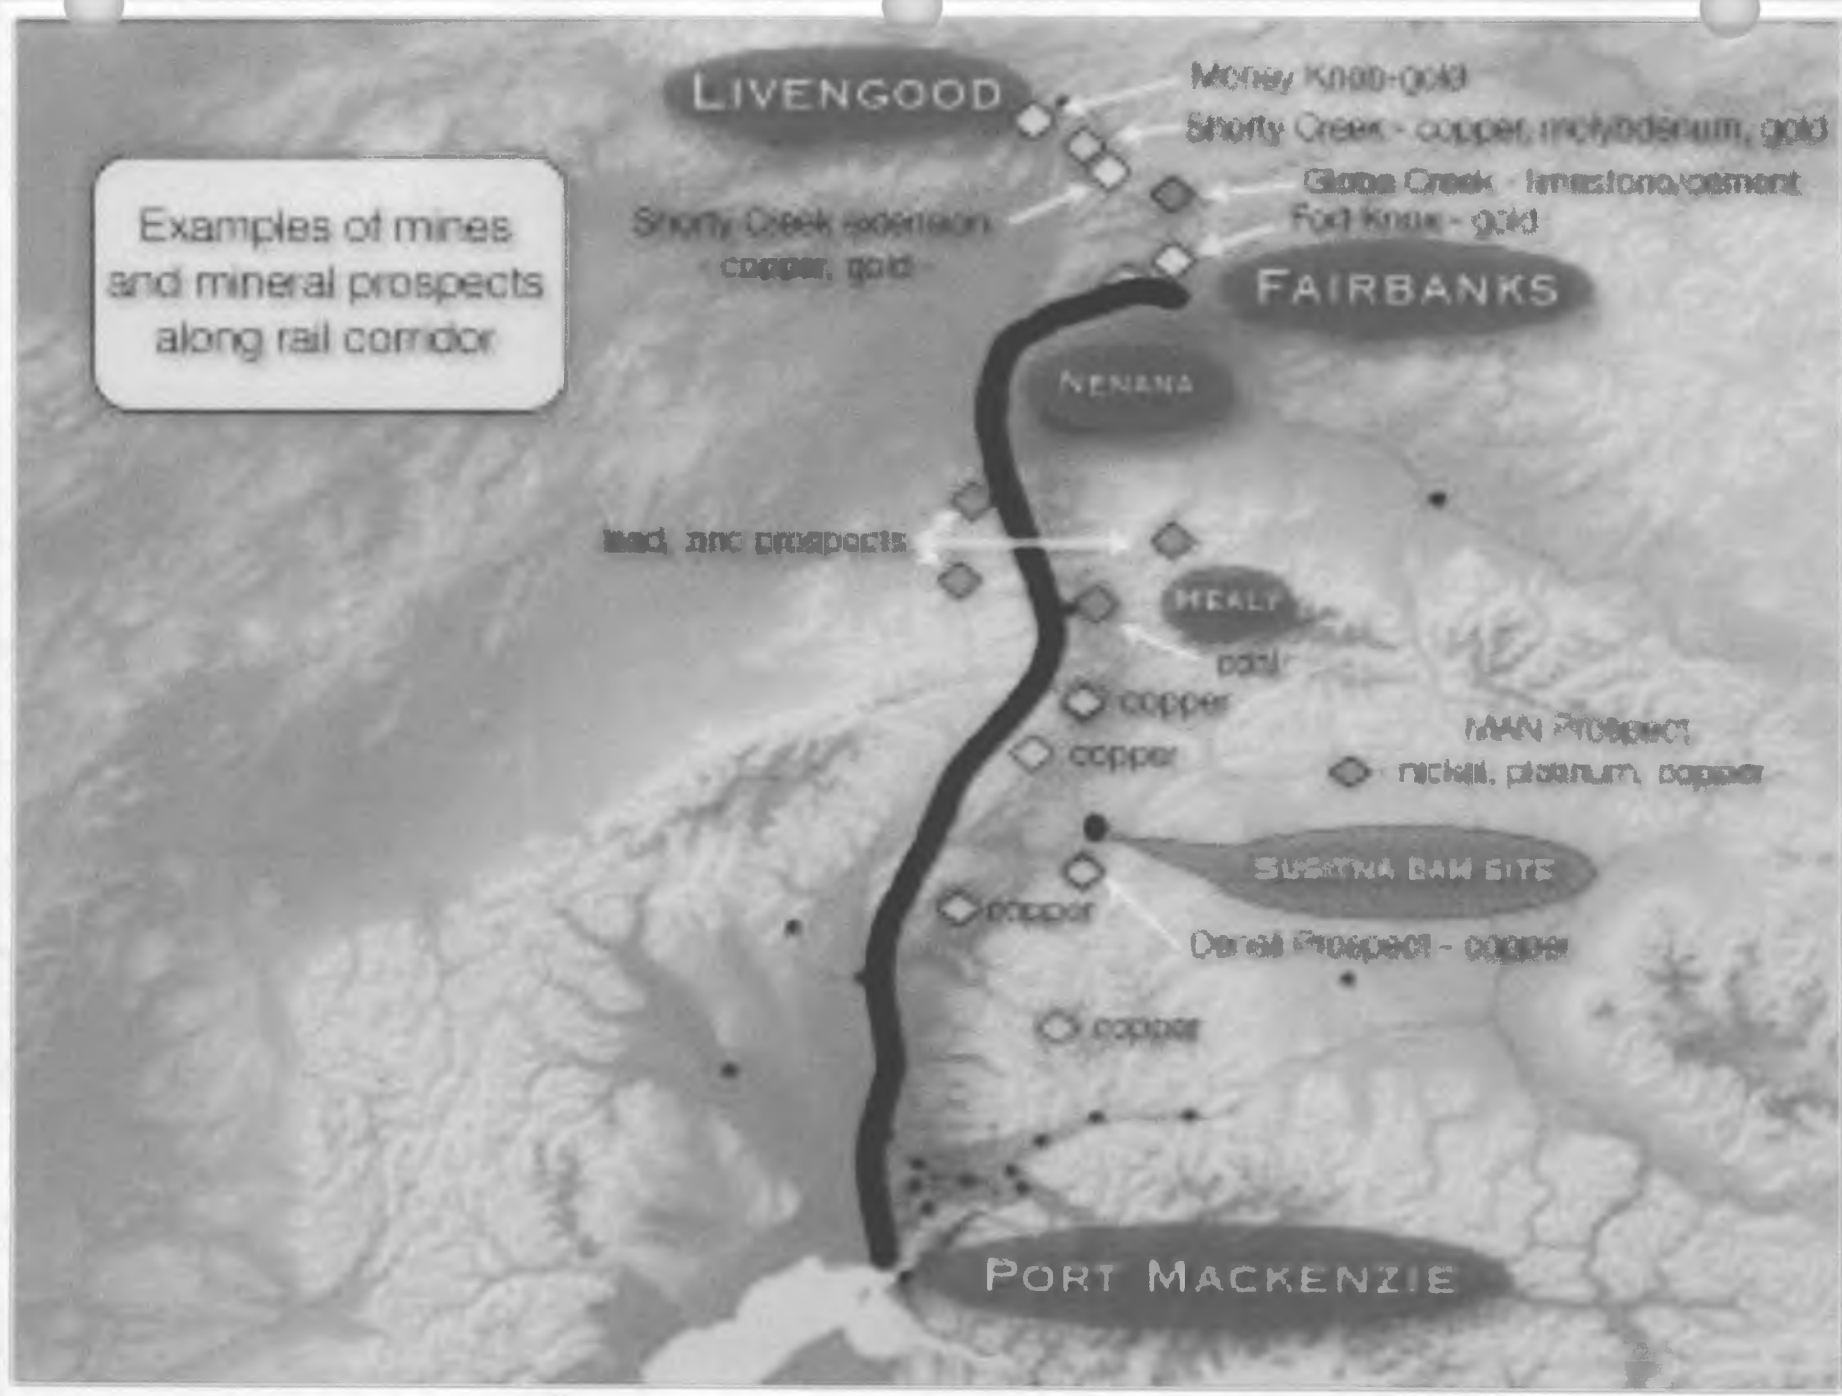 LIVENGOOD
Money Knob-gold
Shorty Creek - copper, molybdenum, gold
Globe Creek - limestone/cement
Fort Knox - gold
Shorty Creek extension
- copper, gold -
Examples of mines
and mineral prospects
along rail corridor
FAIRBANKS
NENANA
lead, zinc prospects
HEALY
coal
copper
copper
MAN Prospect
nickel, platinum, copper
SUSITNA DAM SITE
copper
Denali Prospect - copper
copper
PORT MACKENZIE